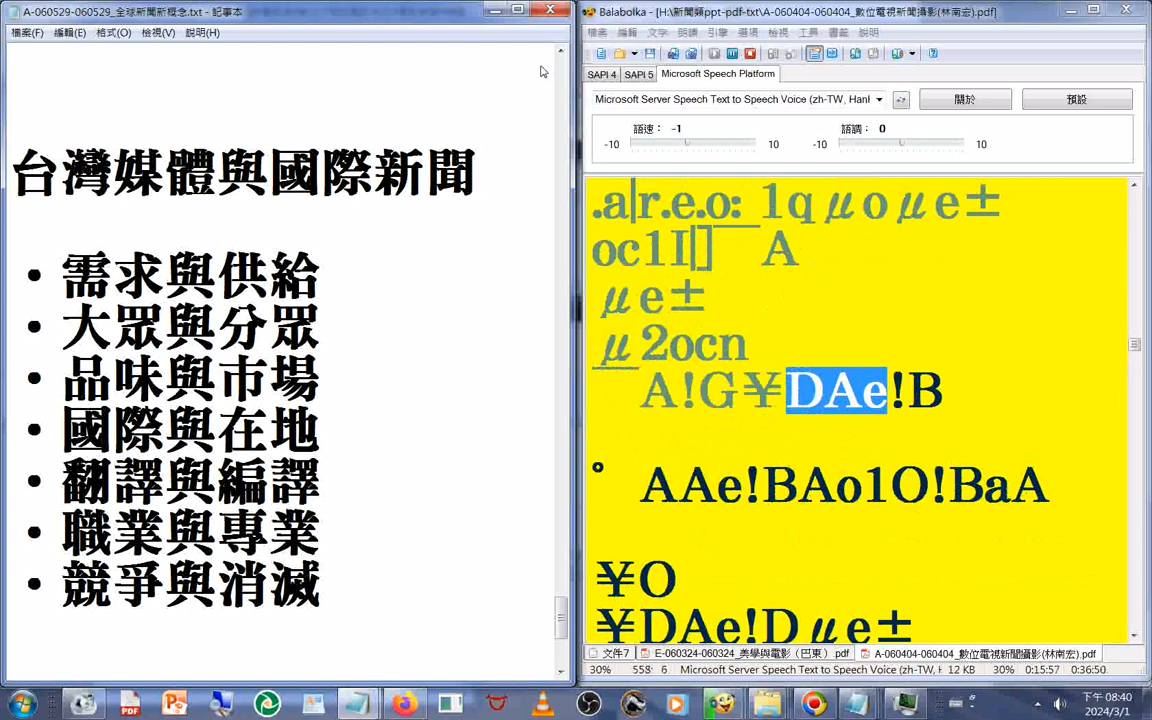 A-060529-060529_全球新聞新概念.txt - 記事本
檔案(F) 編輯(E) 格式(O) 檢視(V) 說明(H)
台灣媒體與國際新聞
• 需求與供給
• 大眾與分眾
• 品味與市場
• 國際與在地
• 翻譯與編譯
• 職業與專業
• 競爭與消滅
Balabolka - [H:\新聞類ppt-pdf-txt\A-060404-060404_數位電視新聞攝影(林南宏).pdf]
檔案 編輯 文字 朗讀 引擎 選項 檢視 工具 書籤 說明
SAPI 4 SAPI 5 Microsoft Speech Platform
Microsoft Server Speech Text to Speech Voice (zh-TW, Hanl
關於 預設
語速： -1 語調： 0
-10 10 -10 10
.a|r.e.o: 1qμoμe±
oc1I[]¯A
μe±
μ2ocn
A!G¥DAe!B
° AAe!BAo1O!BaA
¥O
¥DAe!Dμe±
文件7 E-060324-060324_美學與電影（巴東）.pdf A-060404-060404_數位電視新聞攝影(林南宏).pdf
30% 558: 6 Microsoft Server Speech Text to Speech Voice (zh-TW, H 12 KB 30% 0:15:57 0:36:50
下午 08:40
2024/3/1